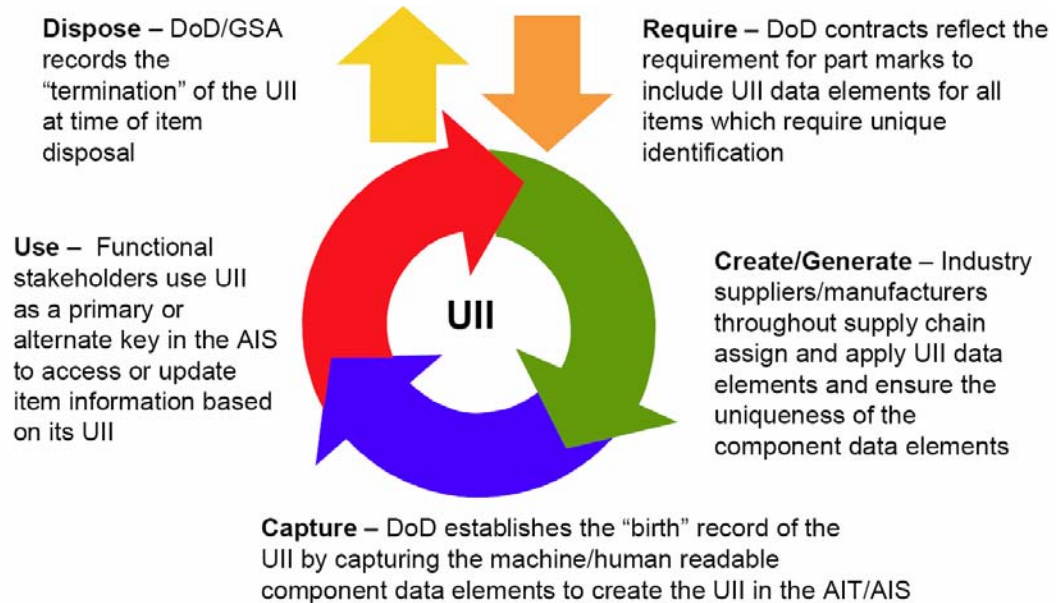 Dispose – DoD/GSA
records the
“termination” of the UII
at time of item
disposal
Require – DoD contracts reflect the
requirement for part marks to
include UII data elements for all
items which require unique
identification
Use –  Functional
stakeholders use UII
as a primary or
alternate key in the AIS
to access or update
item information based
on its UII
UII
Create/Generate – Industry
suppliers/manufacturers
throughout supply chain
assign and apply UII data
elements and ensure the
uniqueness of the
component data elements
Capture – DoD establishes the “birth” record of the
UII by capturing the machine/human readable
component data elements to create the UII in the AIT/AIS